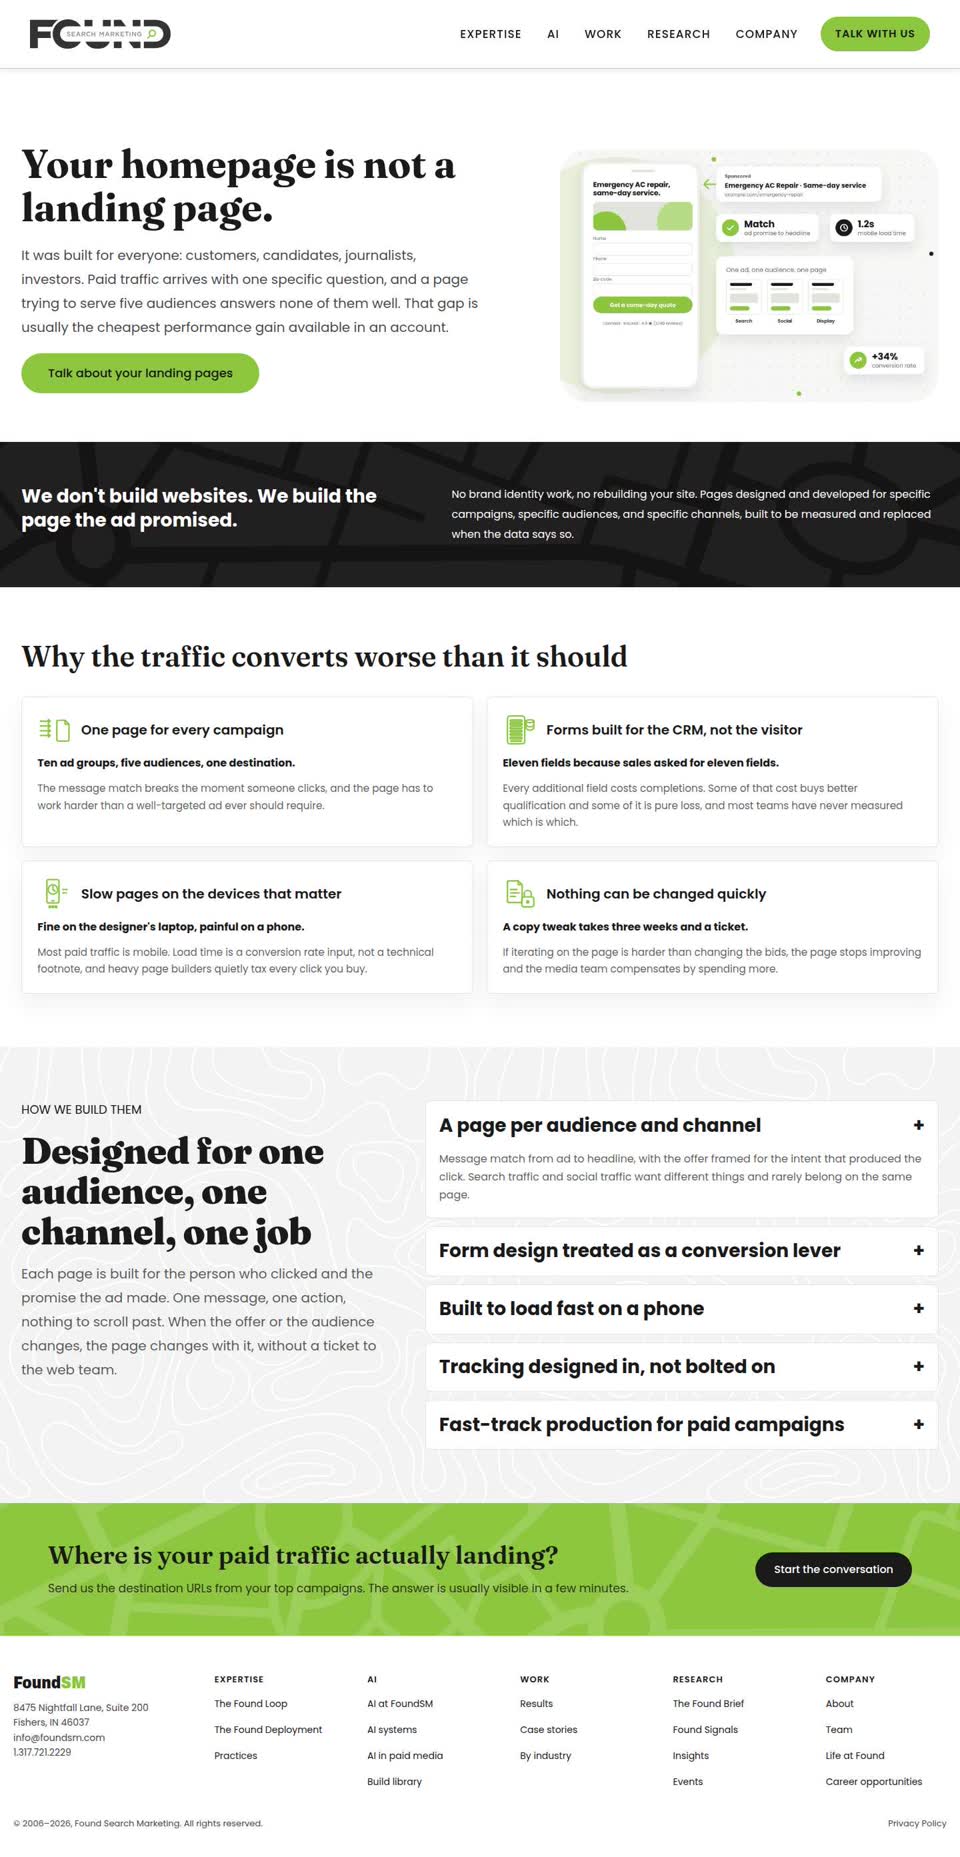 FOUND
SEARCH MARKETING
EXPERTISE
AI
WORK
RESEARCH
COMPANY
TALK WITH US
Your homepage is not a
landing page.
It was built for everyone: customers, candidates, journalists,
investors. Paid traffic arrives with one specific question, and a page
trying to serve five audiences answers none of them well. That gap is
usually the cheapest performance gain available in an account.
Talk about your landing pages
Emergency AC repair,
same-day service.
Name
Phone
Zip code
Get a same-day quote
Sponsored
Emergency AC Repair · Same-day service
Match
ad promise to headline
1.2s
mobile load time
One ad, one audience, one page
Search
Social
Display
+34%
conversion rate
We don't build websites. We build the
page the ad promised.
No brand identity work, no rebuilding your site. Pages designed and developed for specific
campaigns, specific audiences, and specific channels, built to be measured and replaced
when the data says so.
Why the traffic converts worse than it should
One page for every campaign
Ten ad groups, five audiences, one destination.
The message match breaks the moment someone clicks, and the page has to
work harder than a well-targeted ad ever should require.
Forms built for the CRM, not the visitor
Eleven fields because sales asked for eleven fields.
Every additional field costs completions. Some of that cost buys better
qualification and some of it is pure loss, and most teams have never measured
which is which.
Slow pages on the devices that matter
Fine on the designer's laptop, painful on a phone.
Most paid traffic is mobile. Load time is a conversion rate input, not a technical
footnote, and heavy page builders quietly tax every click you buy.
Nothing can be changed quickly
A copy tweak takes three weeks and a ticket.
If iterating on the page is harder than changing the bids, the page stops improving
and the media team compensates by spending more.
HOW WE BUILD THEM
Designed for one
audience, one
channel, one job
Each page is built for the person who clicked and the
promise the ad made. One message, one action,
nothing to scroll past. When the offer or the audience
changes, the page changes with it, without a ticket to
the web team.
A page per audience and channel +
Message match from ad to headline, with the offer framed for the intent that produced the
click. Search traffic and social traffic want different things and rarely belong on the same
page.
Form design treated as a conversion lever +
Built to load fast on a phone +
Tracking designed in, not bolted on +
Fast-track production for paid campaigns +
Where is your paid traffic actually landing?
Send us the destination URLs from your top campaigns. The answer is usually visible in a few minutes.
Start the conversation
FoundSM
8475 Nightfall Lane, Suite 200
Fishers, IN 46037
info@foundsm.com
1.317.721.2229
EXPERTISE
The Found Loop
The Found Deployment
Practices
AI
AI at FoundSM
AI systems
AI in paid media
Build library
WORK
Results
Case stories
By industry
RESEARCH
The Found Brief
Found Signals
Insights
Events
COMPANY
About
Team
Life at Found
Career opportunities
© 2006–2026, Found Search Marketing. All rights reserved.
Privacy Policy